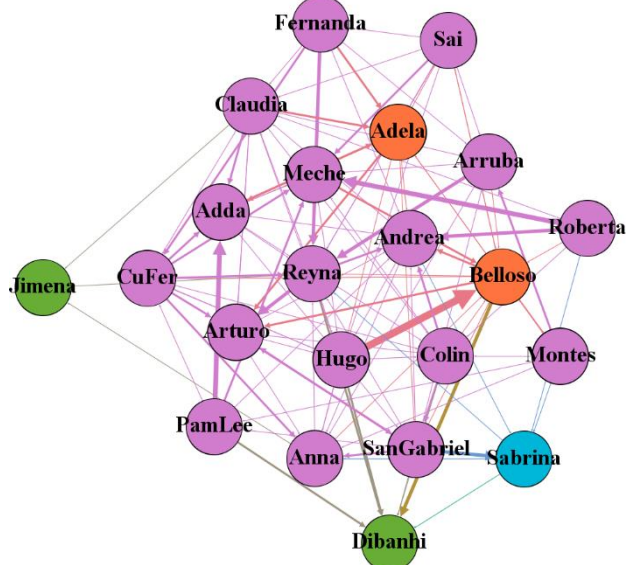 Fernanda
Sai
Claudia
Adela
Meche
Arruba
Adda
Roberta
Andrea
Jimena
CuFer
Reyna
Belloso
Arturo
Hugo
Colin
Montes
PamLee
Anna
SanGabriel
Sabrina
Dibanhi